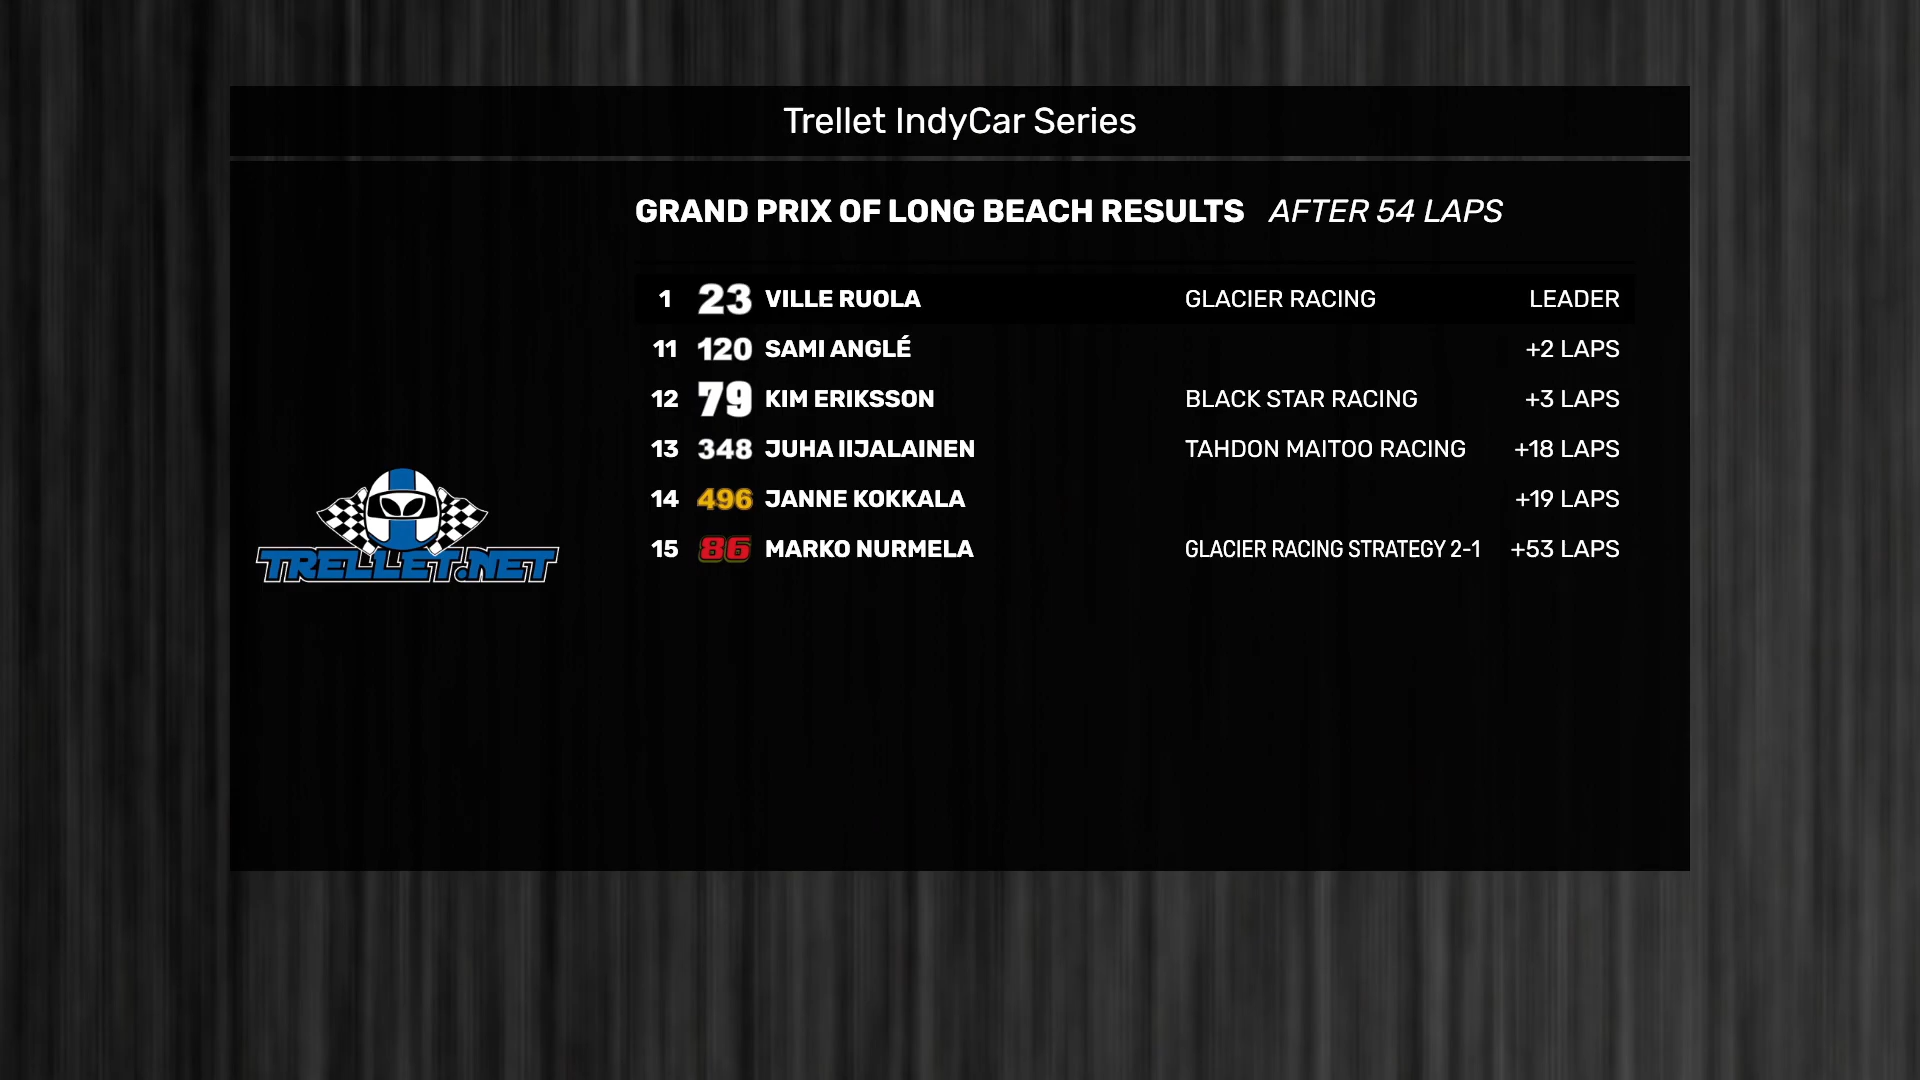 Trellet IndyCar Series
GRAND PRIX OF LONG BEACH RESULTS AFTER 54 LAPS
1 23 VILLE RUOLA GLACIER RACING LEADER
11 120 SAMI ANGLÉ +2 LAPS
12 79 KIM ERIKSSON BLACK STAR RACING +3 LAPS
13 348 JUHA IIJALAINEN TAHDON MAITOO RACING +18 LAPS
14 496 JANNE KOKKALA +19 LAPS
15 86 MARKO NURMELA GLACIER RACING STRATEGY 2-1 +53 LAPS
TRELLET.NET